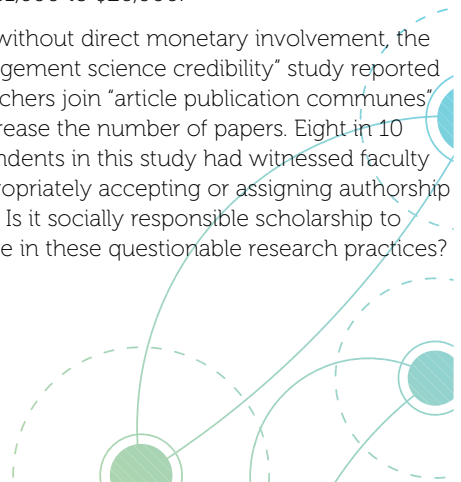 without direct monetary involvement, the
gement science credibility” study reported
chers join “article publication communes”
rease the number of papers. Eight in 10
ndents in this study had witnessed faculty
ropriately accepting or assigning authorship
Is it socially responsible scholarship to
e in these questionable research practices?